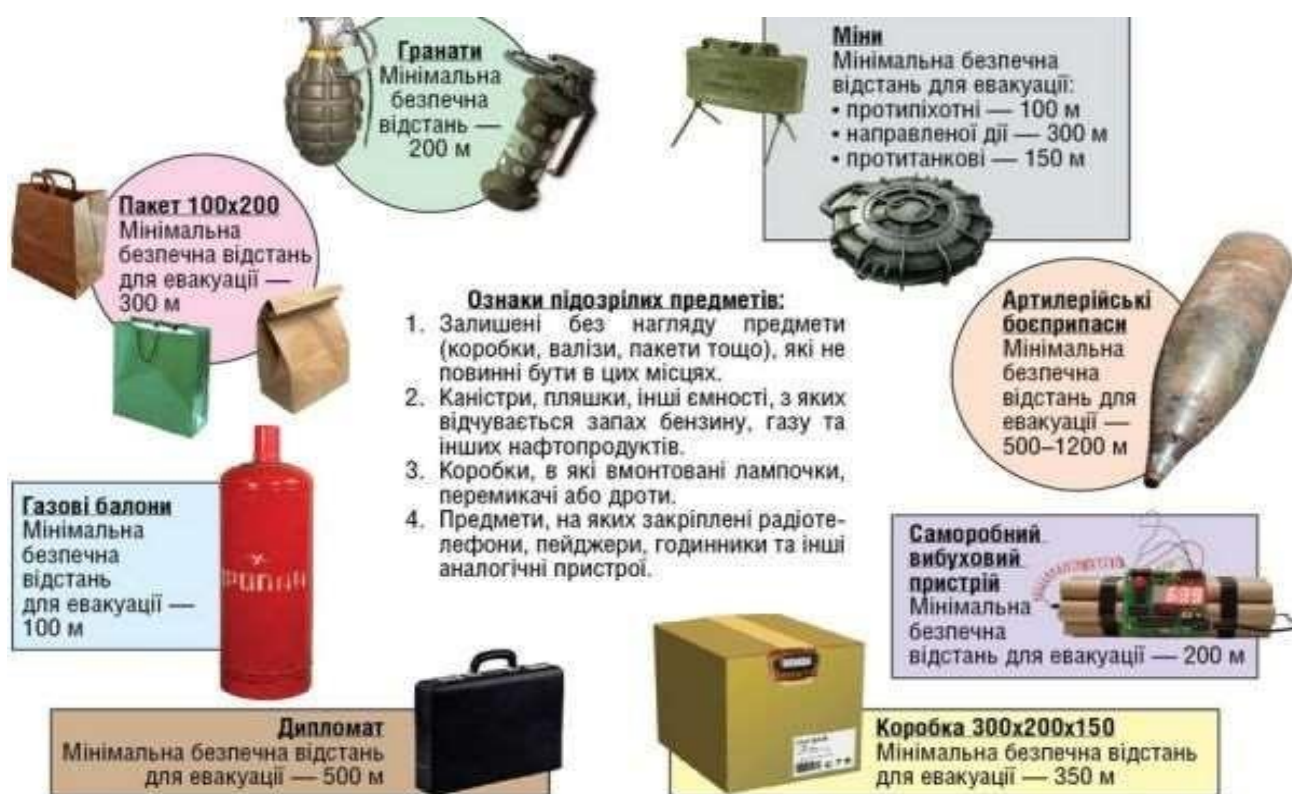 Гранати
Мінімальна
безпечна
відстань —
200 м
Міни
Мінімальна безпечна
відстань для евакуації:
• протипіхотні — 100 м
• направленої дії — 300 м
• протитанкові — 150 м
Пакет 100х200
Мінімальна
безпечна відстань
для евакуації —
300 м
Ознаки підозрілих предметів:
1. Залишені без нагляду предмети
(коробки, валізи, пакети тощо), які не
повинні бути в цих місцях.
2. Каністри, пляшки, інші ємності, з яких
відчувається запах бензину, газу та
інших нафтопродуктів.
3. Коробки, в які вмонтовані лампочки,
перемикачі або дроти.
4. Предмети, на яких закріплені радіоте-
лефони, пейджери, годинники та інші
аналогічні пристрої.
Артилерійські
боєприпаси
Мінімальна
безпечна
відстань для
евакуації —
500–1200 м
Газові балони
Мінімальна
безпечна
відстань
для евакуації —
100 м
Саморобний
вибуховий
пристрій
Мінімальна
безпечна
відстань для евакуації — 200 м
Дипломат
Мінімальна безпечна відстань
для евакуації — 500 м
Коробка 300х200х150
Мінімальна безпечна відстань
для евакуації — 350 м